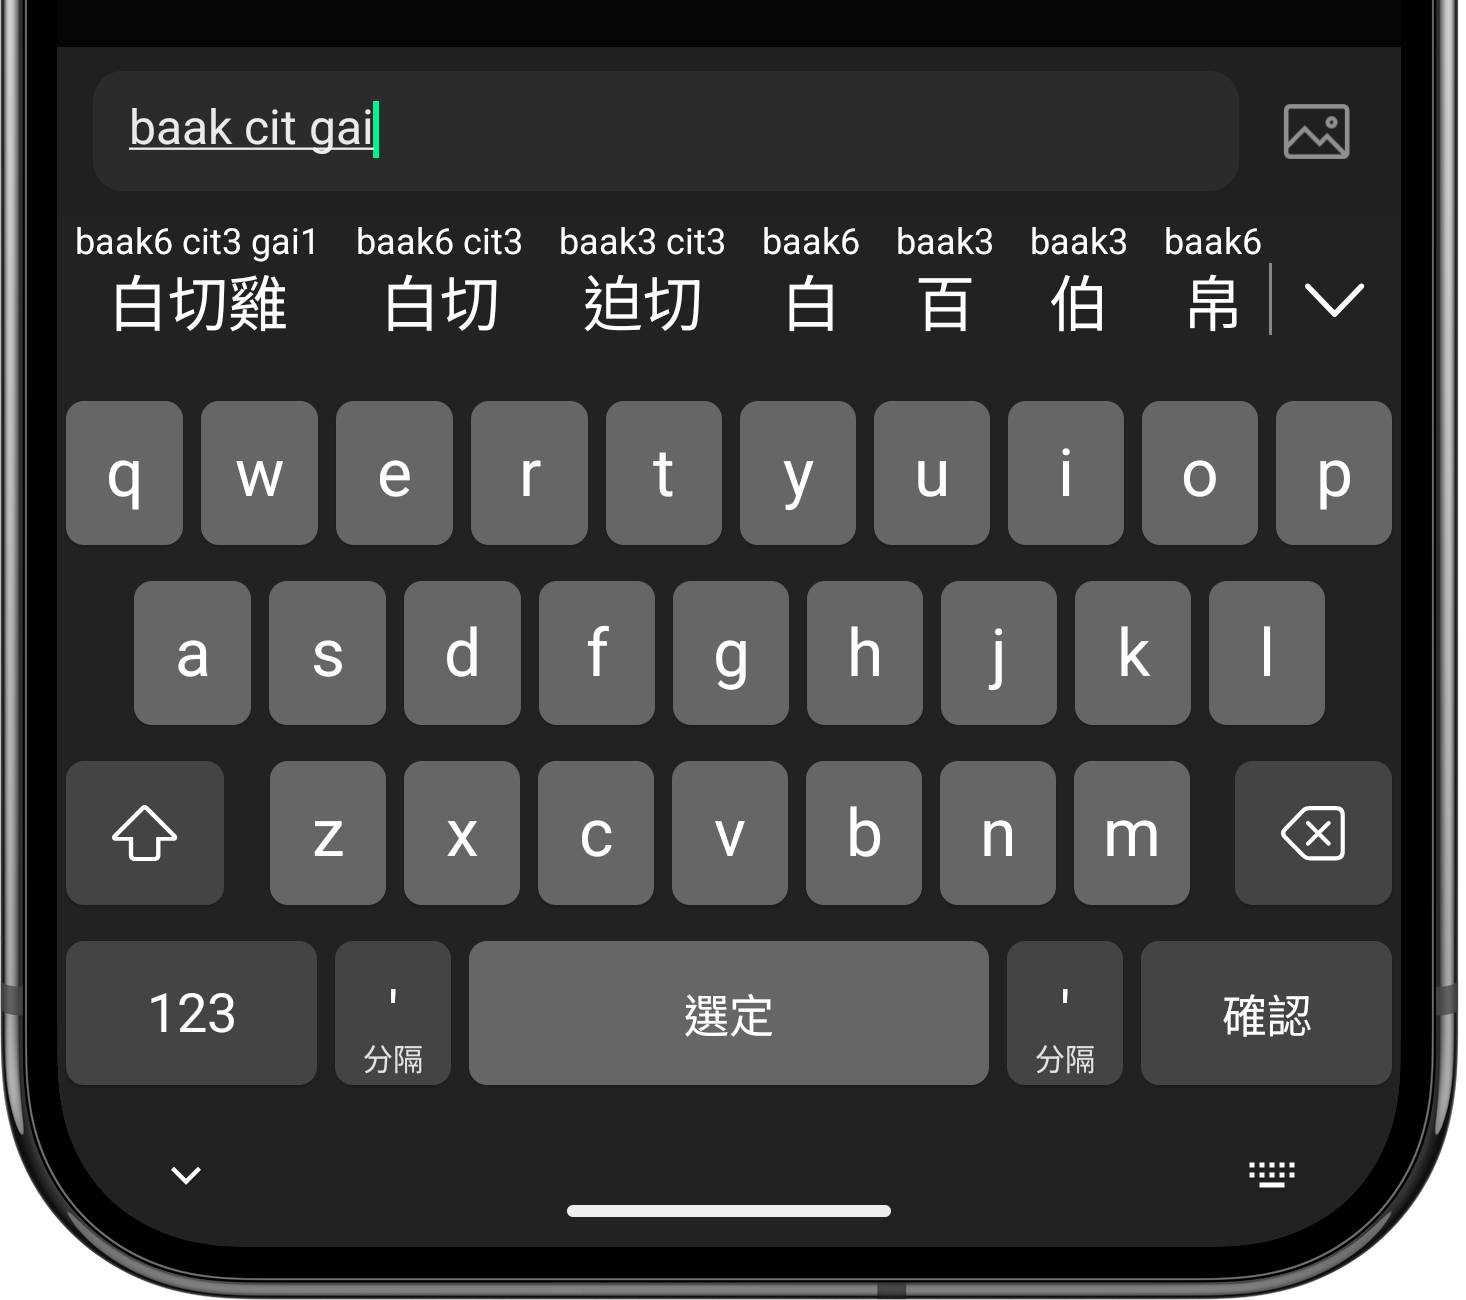 baak cit gai
baak6 cit3 gai1 baak6 cit3 baak3 cit3 baak6 baak3 baak3 baak6
白切雞 白切 迫切 白 百 伯 帛
q w e r t y u i o p
a s d f g h j k l
z x c v b n m
123 ' 選定 ' 確認
分隔 分隔